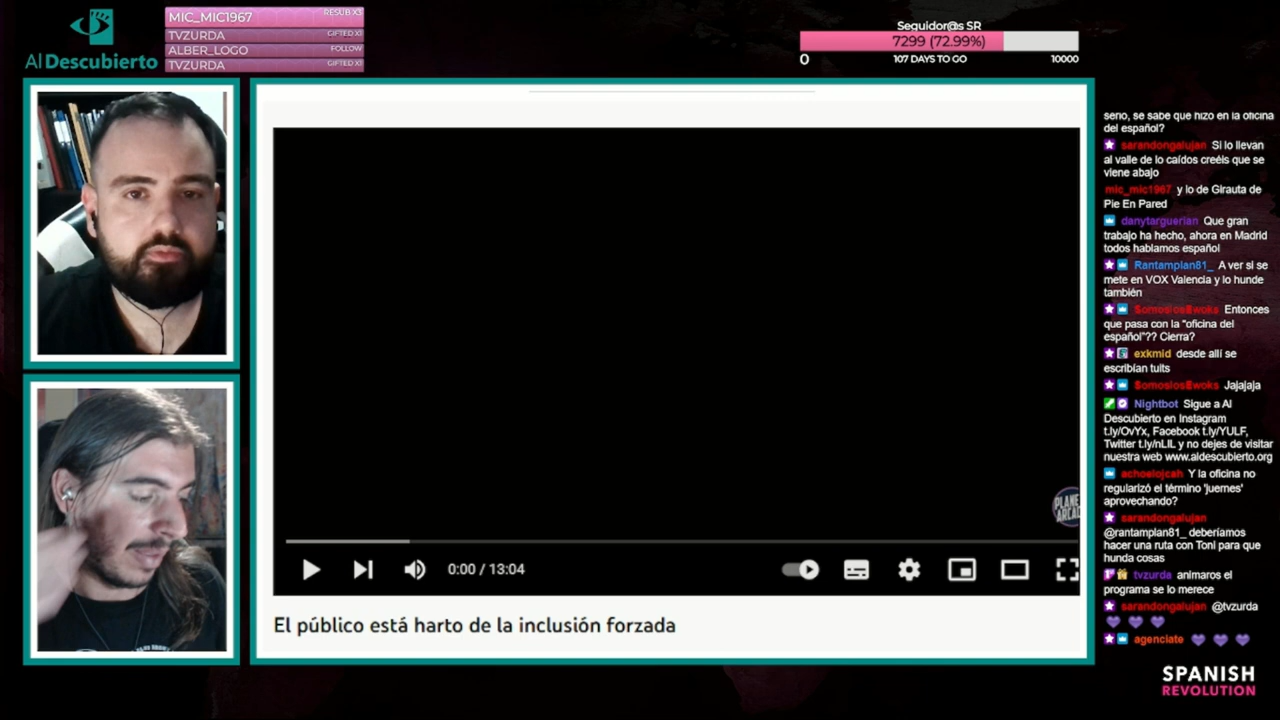 Al Descubierto
MIC_MIC1967 RESUB X3
TVZURDA GIFTED X1
ALBER_LOGO FOLLOW
TVZURDA GIFTED X1
Seguidor@s SR
7299 (72.99%)
0 107 DAYS TO GO 10000
serio, se sabe que hizo en la oficina
del español?
sarandongalujan Si lo llevan
al valle de lo caídos creéis que se
viene abajo
mic_mic1967 y lo de Girauta de
Pie En Pared
danytarguerian Que gran
trabajo ha hecho, ahora en Madrid
todos hablamos español
Rantamplan81_ A ver si se
mete en VOX Valencia y lo hunde
también
SomoslosEwoks Entonces
que pasa con la "oficina del
español"?? Cierra?
exkmid desde allí se
escribían tuits
SomoslosEwoks Jajajaja
Nightbot Sigue a Al
Descubierto en Instagram
t.ly/OvYx, Facebook t.ly/YULF,
Twitter t.ly/nLIL y no dejes de visitar
nuestra web www.aldescubierto.org
achoelojcah Y la oficina no
regularizó el término 'juernes'
aprovechando?
sarandongalujan
@rantamplan81_ deberíamos
hacer una ruta con Toni para que
hunda cosas
tvzurda animaros el
programa se lo merece
sarandongalujan @tvzurda
agenciate
PLANE
ARCA
0:00 / 13:04
El público está harto de la inclusión forzada
SPANISH
REVOLUTION